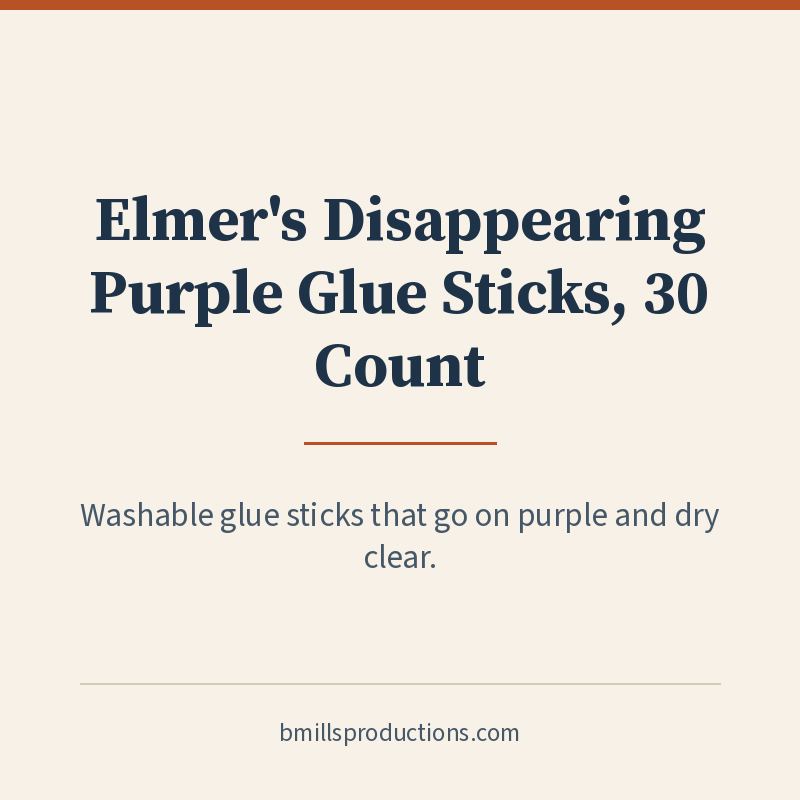 Elmer's Disappearing
Purple Glue Sticks, 30
Count
Washable glue sticks that go on purple and dry
clear.
bmillsproductions.com